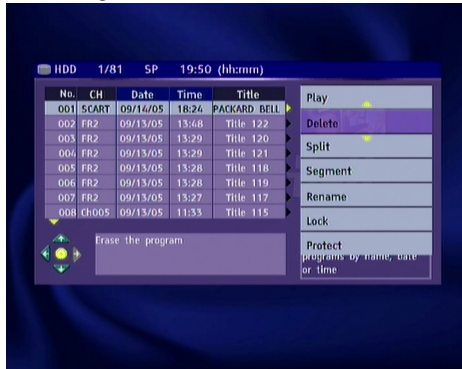 HDD 1/81 SP 19:50 (hh:mm)
No. CH Date Time Title
001 SCART 09/14/05 18:24 PACKARD BELL
002 FR2 09/13/05 13:48 Title 122
003 FR2 09/13/05 13:29 Title 120
004 FR2 09/13/05 13:29 Title 121
005 FR2 09/13/05 13:28 Title 118
006 FR2 09/13/05 13:28 Title 119
007 FR2 09/13/05 13:27 Title 117
008 Ch005 09/13/05 11:33 Title 115
Play
Delete
Split
Segment
Rename
Lock
Protect
programs by name, date
or time
Erase the program